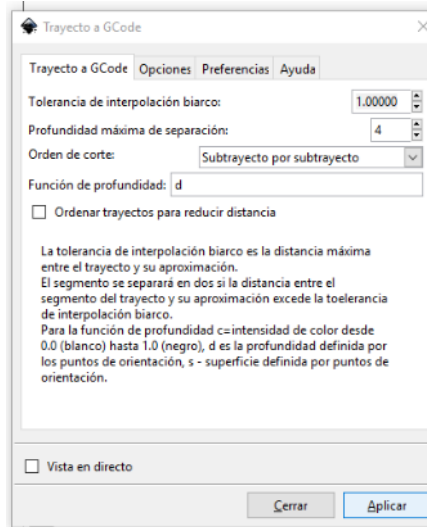 Trayecto a GCode
Trayecto a GCode Opciones Preferencias Ayuda
Tolerancia de interpolación biarco: 1.00000
Profundidad máxima de separación: 4
Orden de corte: Subtrayecto por subtrayecto
Función de profundidad: d
Ordenar trayectos para reducir distancia
La tolerancia de interpolación biarco es la distancia máxima
entre el trayecto y su aproximación.
El segmento se separará en dos si la distancia entre el
segmento del trayecto y su aproximación excede la toelerancia
de interpolación biarco.
Para la función de profundidad c=intensidad de color desde
0.0 (blanco) hasta 1.0 (negro), d es la profundidad definida por
los puntos de orientación, s - superficie definida por puntos de
orientación.
Vista en directo
Cerrar Aplicar